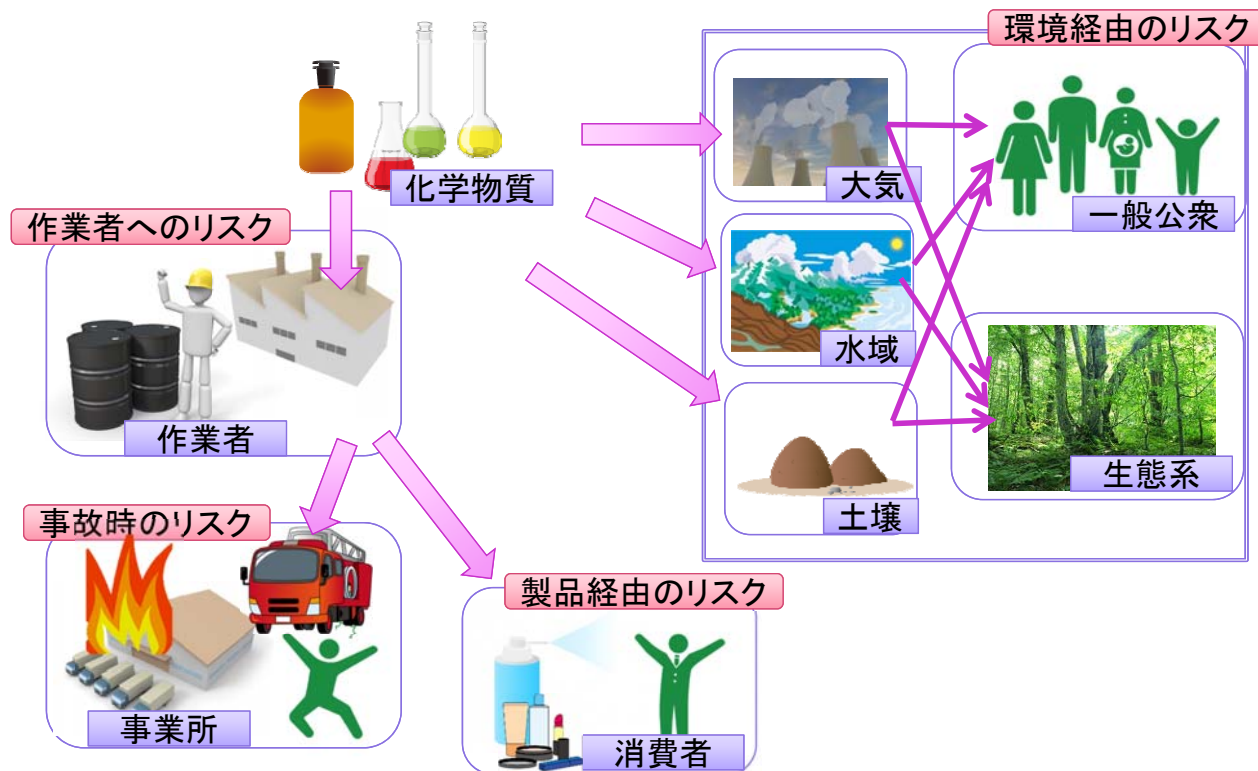 環境経由のリスク
化学物質
大気
一般公衆
作業者へのリスク
水域
作業者
生態系
土壌
事故時のリスク
製品経由のリスク
事業所
消費者